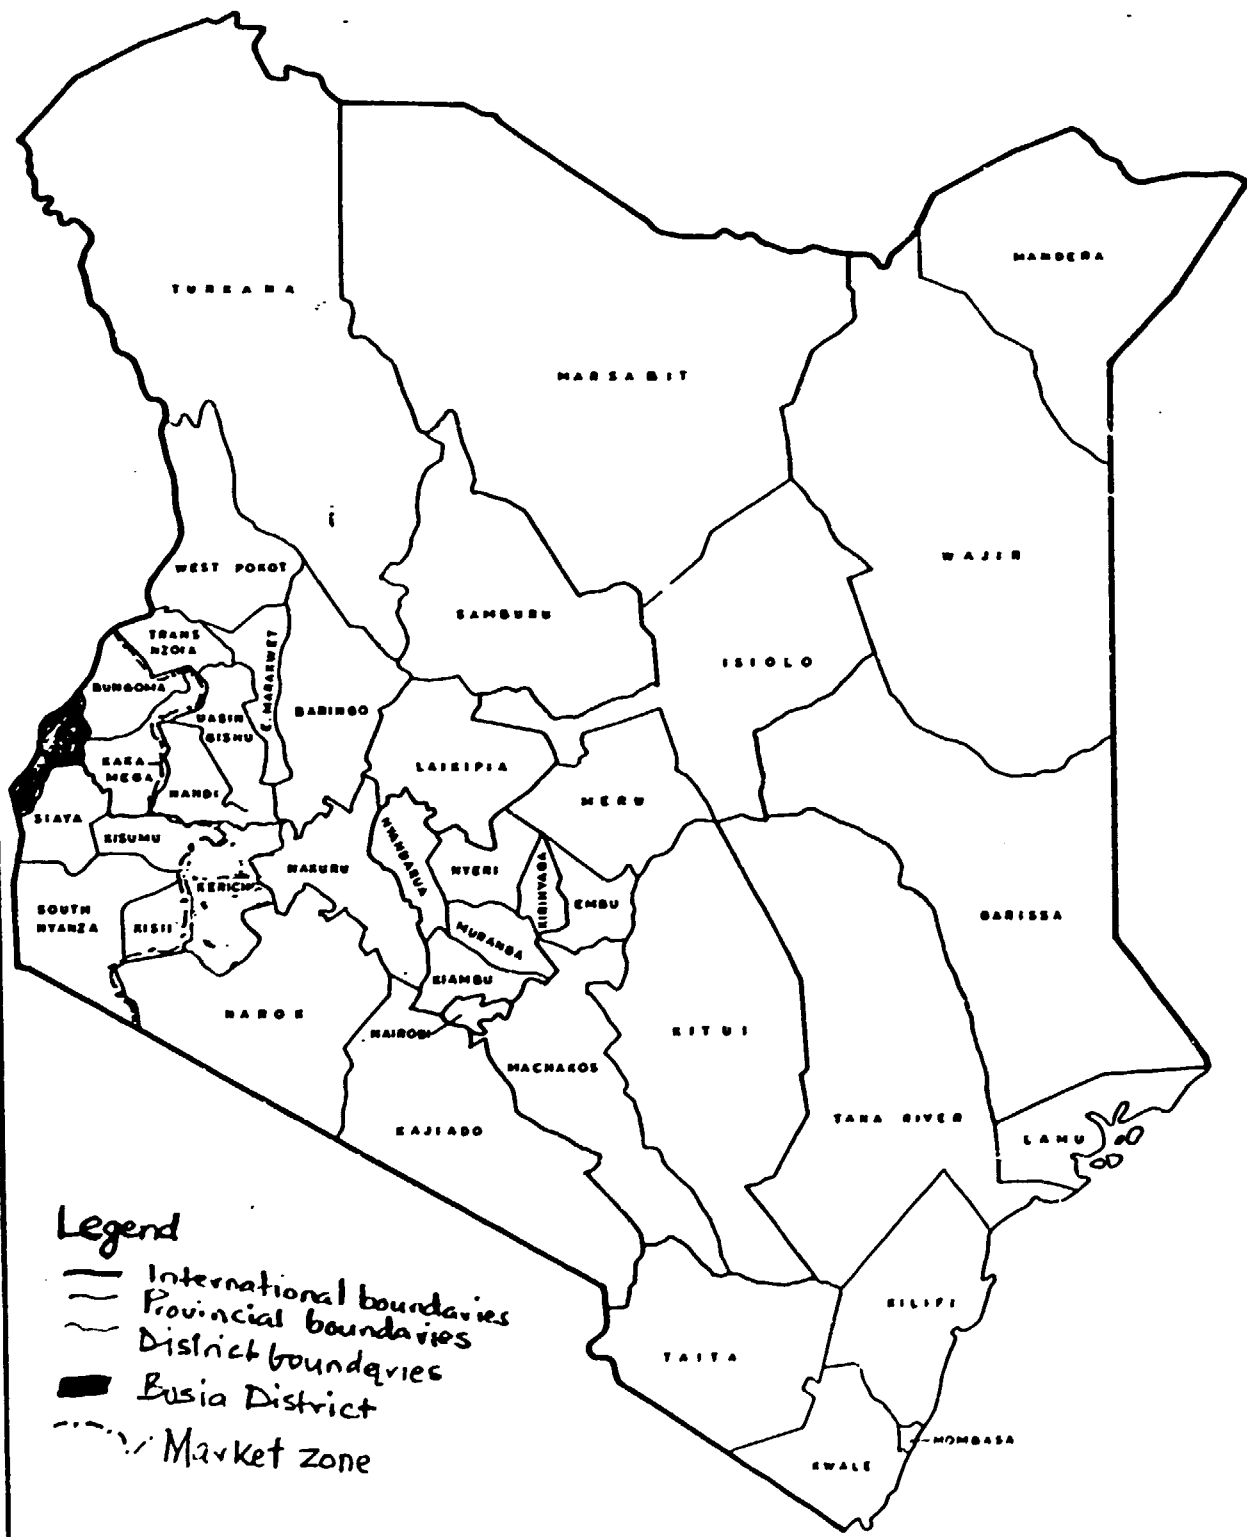 MANDERA
TURKANA
MARSABIT
WAJIR
WEST POKOT
SAMBURU
TRANS
NZOIA
ISIOLO
E. MARAKWET
BUNGOMA
BARINGO
UASIN
GISHU
KAKA
MEGA
LAIKIPIA
NANDI
MERU
SIAYA
KISUMU
NYANDARUA
NAKURU
NYERI
KIRINYAGA
KERICHO
EMBU
SOUTH
NYANZA
KISII
MURANGA
GARISSA
KIAMBU
NAROK
NAIROBI
KITUI
MACHAKOS
TANA RIVER
KAJIADO
LAMU
Legend
International boundaries
Provincial boundaries
District boundaries
Busia District
Market zone
KILIFI
TAITA
MOMBASA
KWALE